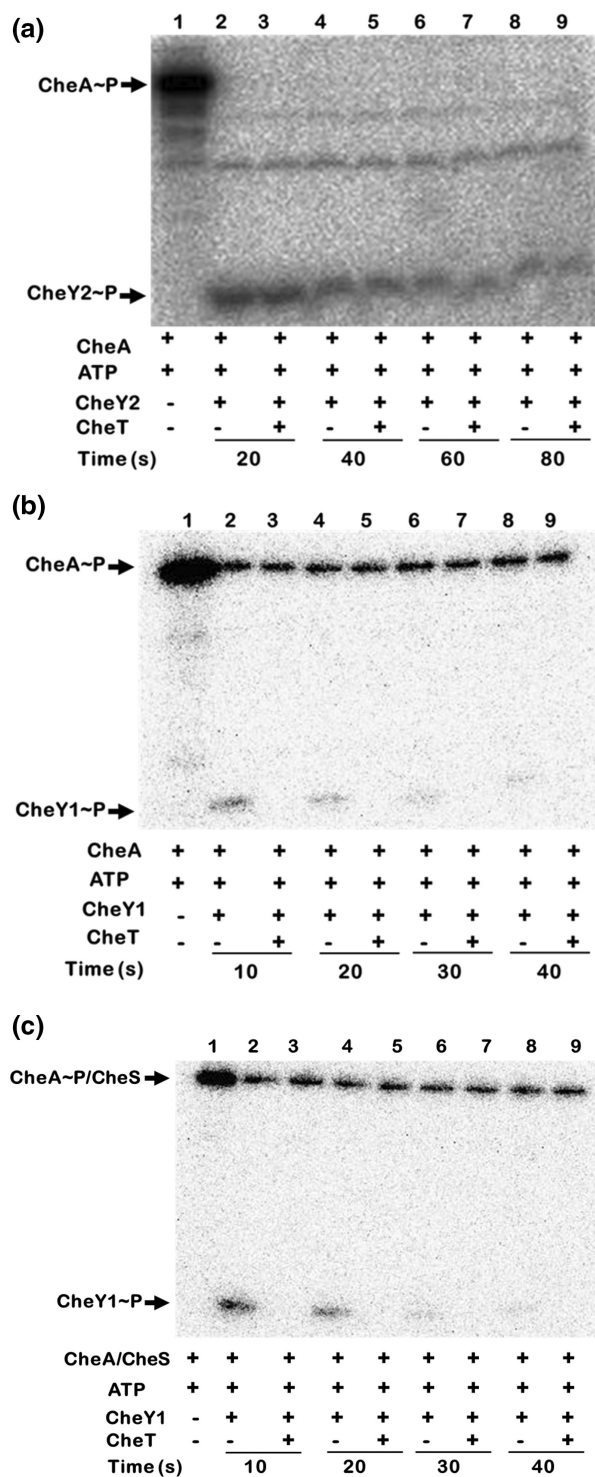 (a)
1 2 3 4 5 6 7 8 9
CheA~P
CheY2~P
CheA + + + + + + + + +
ATP + + + + + + + + +
CheY2 - + + + + + + + +
CheT - - + - + - + - +
Time (s) 20 40 60 80
(b)
1 2 3 4 5 6 7 8 9
CheA~P
CheY1~P
CheA + + + + + + + + +
ATP + + + + + + + + +
CheY1 - + + + + + + + +
CheT - - + - + - + - +
Time (s) 10 20 30 40
(c)
1 2 3 4 5 6 7 8 9
CheA~P/CheS
CheY1~P
CheA/CheS + + + + + + + + +
ATP + + + + + + + + +
CheY1 - + + + + + + + +
CheT - - + - + - + - +
Time (s) 10 20 30 40